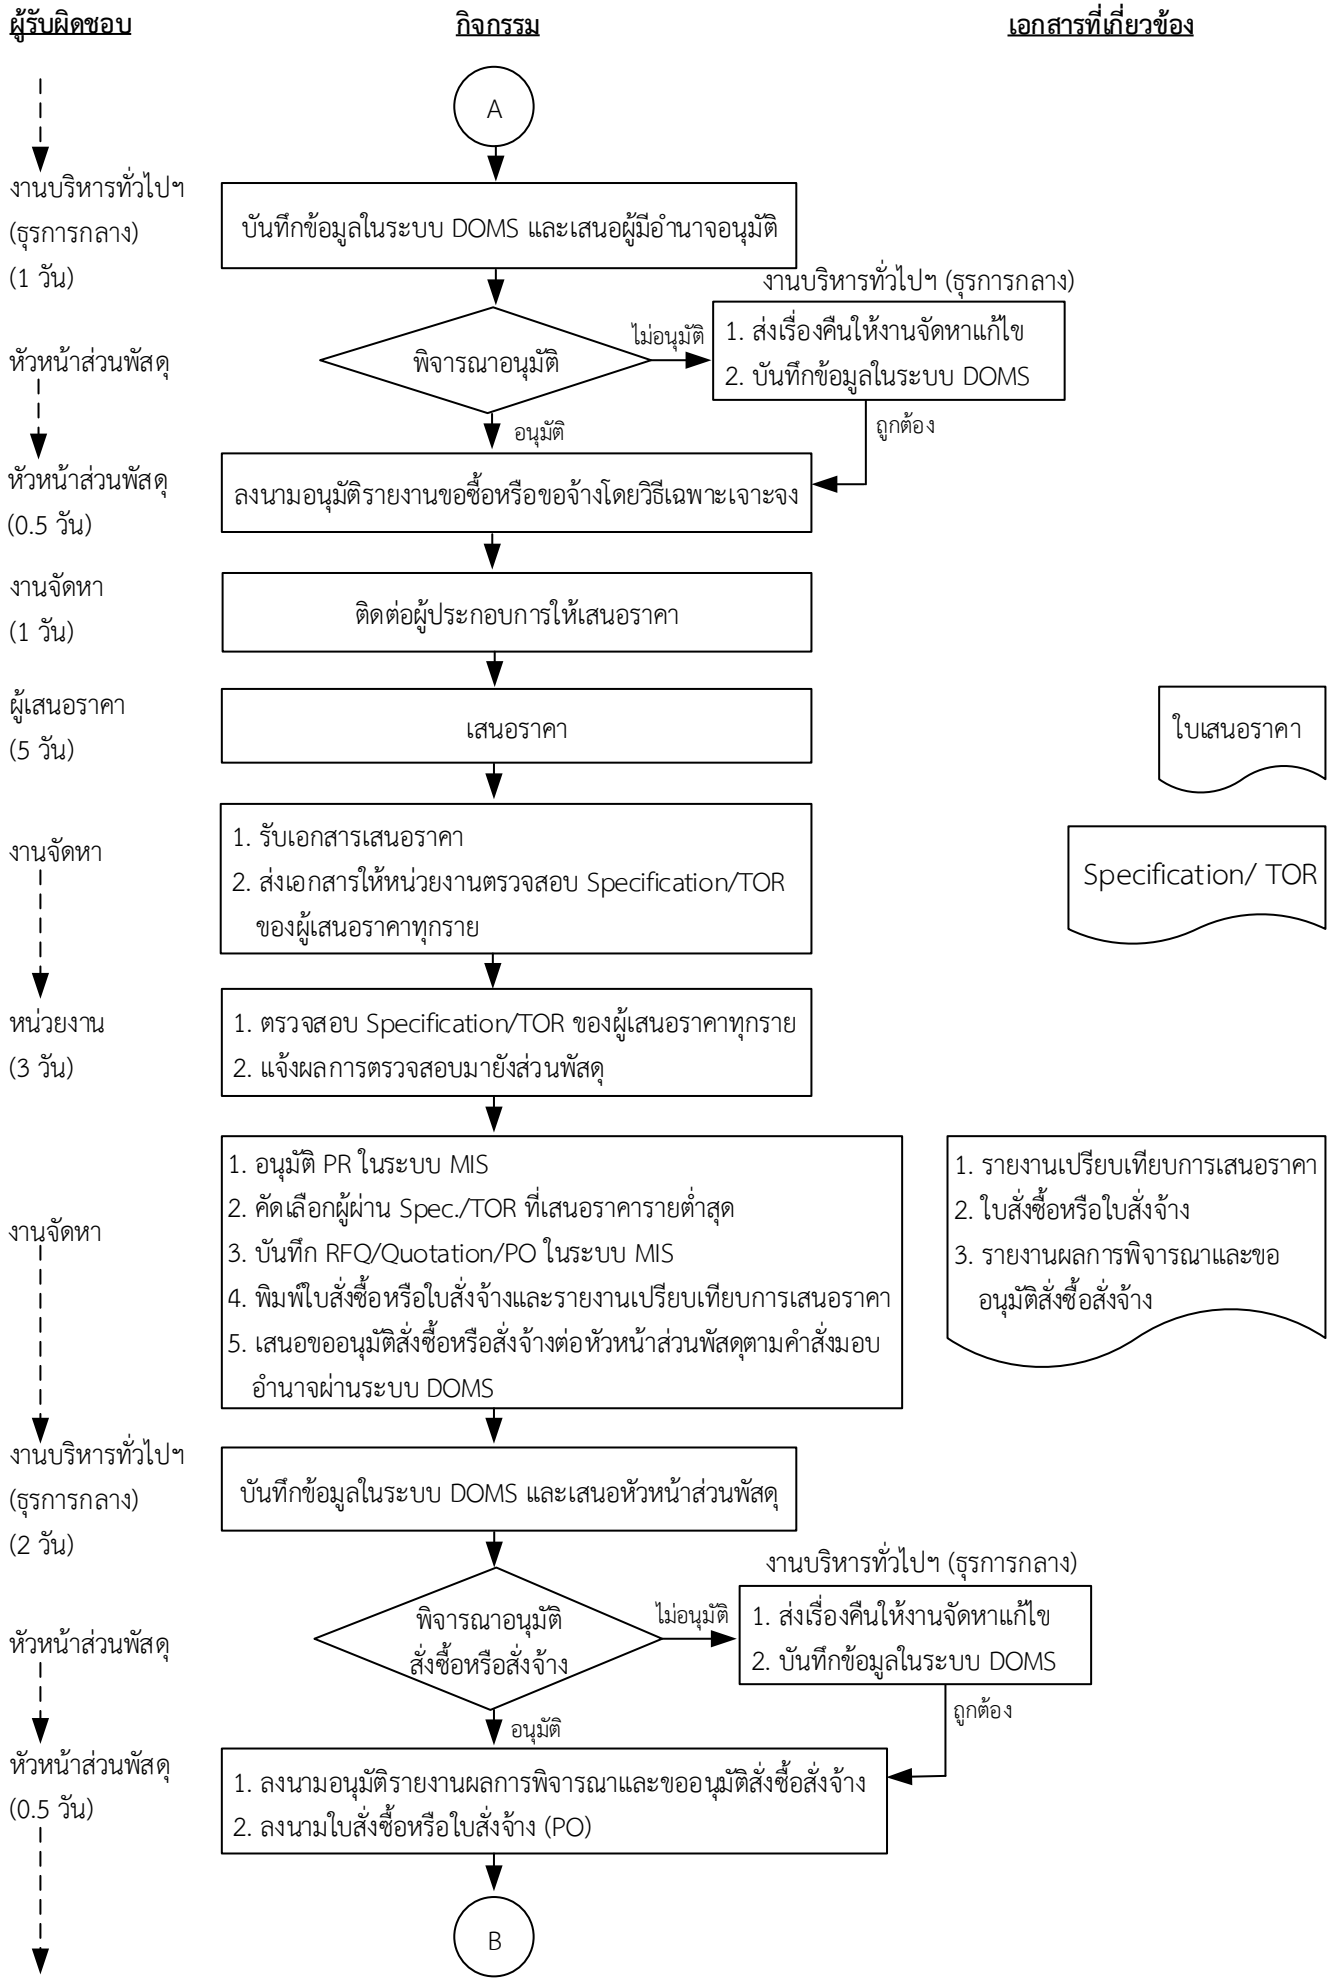 ผู้รับผิดชอบ
กิจกรรม
เอกสารที่เกี่ยวข้อง
A
งานบริหารทั่วไปฯ
(ธุรการกลาง)
(1 วัน)
บันทึกข้อมูลในระบบ DOMS และเสนอผู้มีอำนาจอนุมัติ
งานบริหารทั่วไปฯ (ธุรการกลาง)
หัวหน้าส่วนพัสดุ
พิจารณาอนุมัติ
ไม่อนุมัติ
1. ส่งเรื่องคืนให้งานจัดหาแก้ไข
2. บันทึกข้อมูลในระบบ DOMS
อนุมัติ
ถูกต้อง
หัวหน้าส่วนพัสดุ
(0.5 วัน)
ลงนามอนุมัติรายงานขอซื้อหรือขอจ้างโดยวิธีเฉพาะเจาะจง
งานจัดหา
(1 วัน)
ติดต่อผู้ประกอบการให้เสนอราคา
ผู้เสนอราคา
(5 วัน)
เสนอราคา
ใบเสนอราคา
งานจัดหา
1. รับเอกสารเสนอราคา
2. ส่งเอกสารให้หน่วยงานตรวจสอบ Specification/TOR
ของผู้เสนอราคาทุกราย
Specification/ TOR
หน่วยงาน
(3 วัน)
1. ตรวจสอบ Specification/TOR ของผู้เสนอราคาทุกราย
2. แจ้งผลการตรวจสอบมายังส่วนพัสดุ
งานจัดหา
1. อนุมัติ PR ในระบบ MIS
2. คัดเลือกผู้ผ่าน Spec./TOR ที่เสนอราคารายต่ำสุด
3. บันทึก RFQ/Quotation/PO ในระบบ MIS
4. พิมพ์ใบสั่งซื้อหรือใบสั่งจ้างและรายงานเปรียบเทียบการเสนอราคา
5. เสนอขออนุมัติสั่งซื้อหรือสั่งจ้างต่อหัวหน้าส่วนพัสดุตามคำสั่งมอบ
อำนาจผ่านระบบ DOMS
1. รายงานเปรียบเทียบการเสนอราคา
2. ใบสั่งซื้อหรือใบสั่งจ้าง
3. รายงานผลการพิจารณาและขอ
อนุมัติสั่งซื้อสั่งจ้าง
งานบริหารทั่วไปฯ
(ธุรการกลาง)
(2 วัน)
บันทึกข้อมูลในระบบ DOMS และเสนอหัวหน้าส่วนพัสดุ
งานบริหารทั่วไปฯ (ธุรการกลาง)
หัวหน้าส่วนพัสดุ
พิจารณาอนุมัติ
สั่งซื้อหรือสั่งจ้าง
ไม่อนุมัติ
1. ส่งเรื่องคืนให้งานจัดหาแก้ไข
2. บันทึกข้อมูลในระบบ DOMS
อนุมัติ
ถูกต้อง
หัวหน้าส่วนพัสดุ
(0.5 วัน)
1. ลงนามอนุมัติรายงานผลการพิจารณาและขออนุมัติสั่งซื้อสั่งจ้าง
2. ลงนามใบสั่งซื้อหรือใบสั่งจ้าง (PO)
B